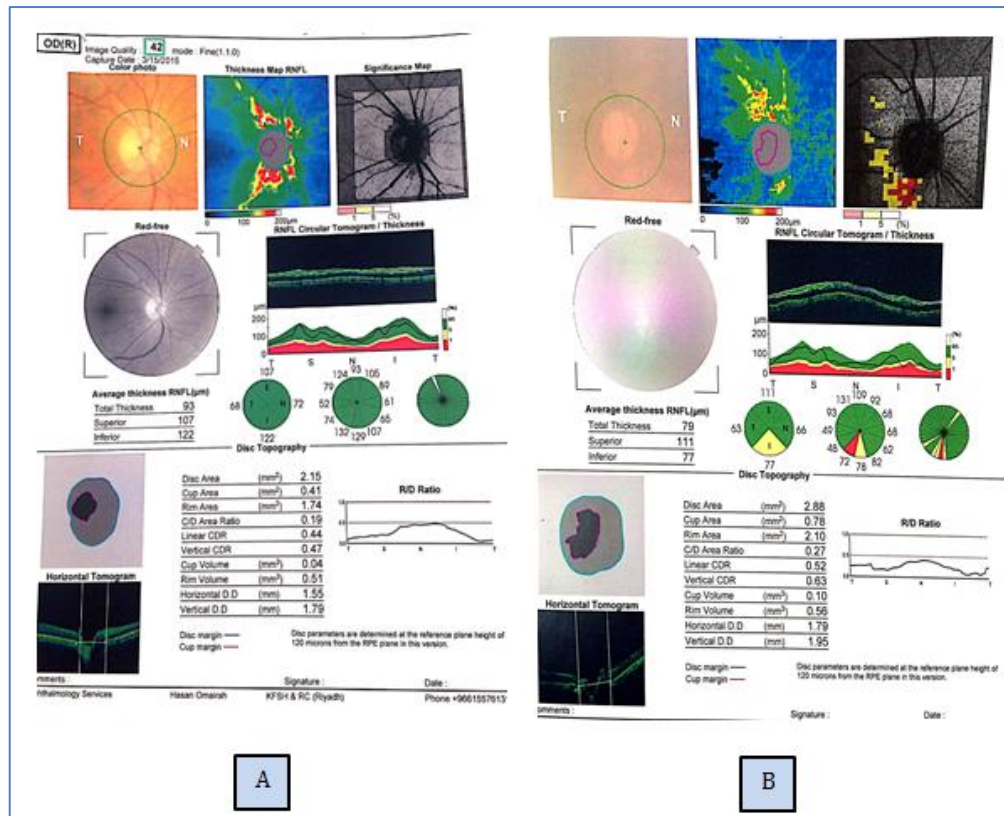 OD(R)
Image Quality : 42 mode : Fine(1.1.0)
Capture Date : 3/15/2016
Color photo
Thickness Map RNFL
Significance Map
T N
0 100 200μm
1 5 (%)
Red-free
RNFL Circular Tomogram / Thickness
μm
200
100
0
T S N I T
(%)
Average thickness RNFL(μm)
Total Thickness 93
Superior 107
Inferior 122
107
68 72
122
S
T N
I
124 93 105
79 89
52 61
74 65
132 129 107
Disc Topography
Disc Area (mm²) 2.15
Cup Area (mm²) 0.41
Rim Area (mm²) 1.74
C/D Area Ratio 0.19
Linear CDR 0.44
Vertical CDR 0.47
Cup Volume (mm³) 0.04
Rim Volume (mm³) 0.51
Horizontal D.D (mm) 1.55
Vertical D.D (mm) 1.79
R/D Ratio
T S N I T
Horizontal Tomogram
Disc margin
Cup margin
Disc parameters are determined at the reference plane height of
120 microns from the RPE plane in this version.
mments :
Signature :
Date :
hthalmology Services
Hasan Omairah
KFSH & RC (Riyadh)
Phone +9661557613
A
T N
0 100 200μm
1 5 (%)
Red-free
RNFL Circular Tomogram / Thickness
μm
200
100
0
T S N I T
(%)
Average thickness RNFL(μm)
Total Thickness 79
Superior 111
Inferior 77
111
63 66
77
S
T N
I
131 109 92
93 68
49 68
48 62
72 78 82
Disc Topography
Disc Area (mm²) 2.88
Cup Area (mm²) 0.78
Rim Area (mm²) 2.10
C/D Area Ratio 0.27
Linear CDR 0.52
Vertical CDR 0.63
Cup Volume (mm³) 0.10
Rim Volume (mm³) 0.56
Horizontal D.D (mm) 1.79
Vertical D.D (mm) 1.95
R/D Ratio
T S N I T
Horizontal Tomogram
Disc margin
Cup margin
Disc parameters are determined at the reference plane height of
120 microns from the RPE plane in this version.
omments :
Signature :
Date :
B